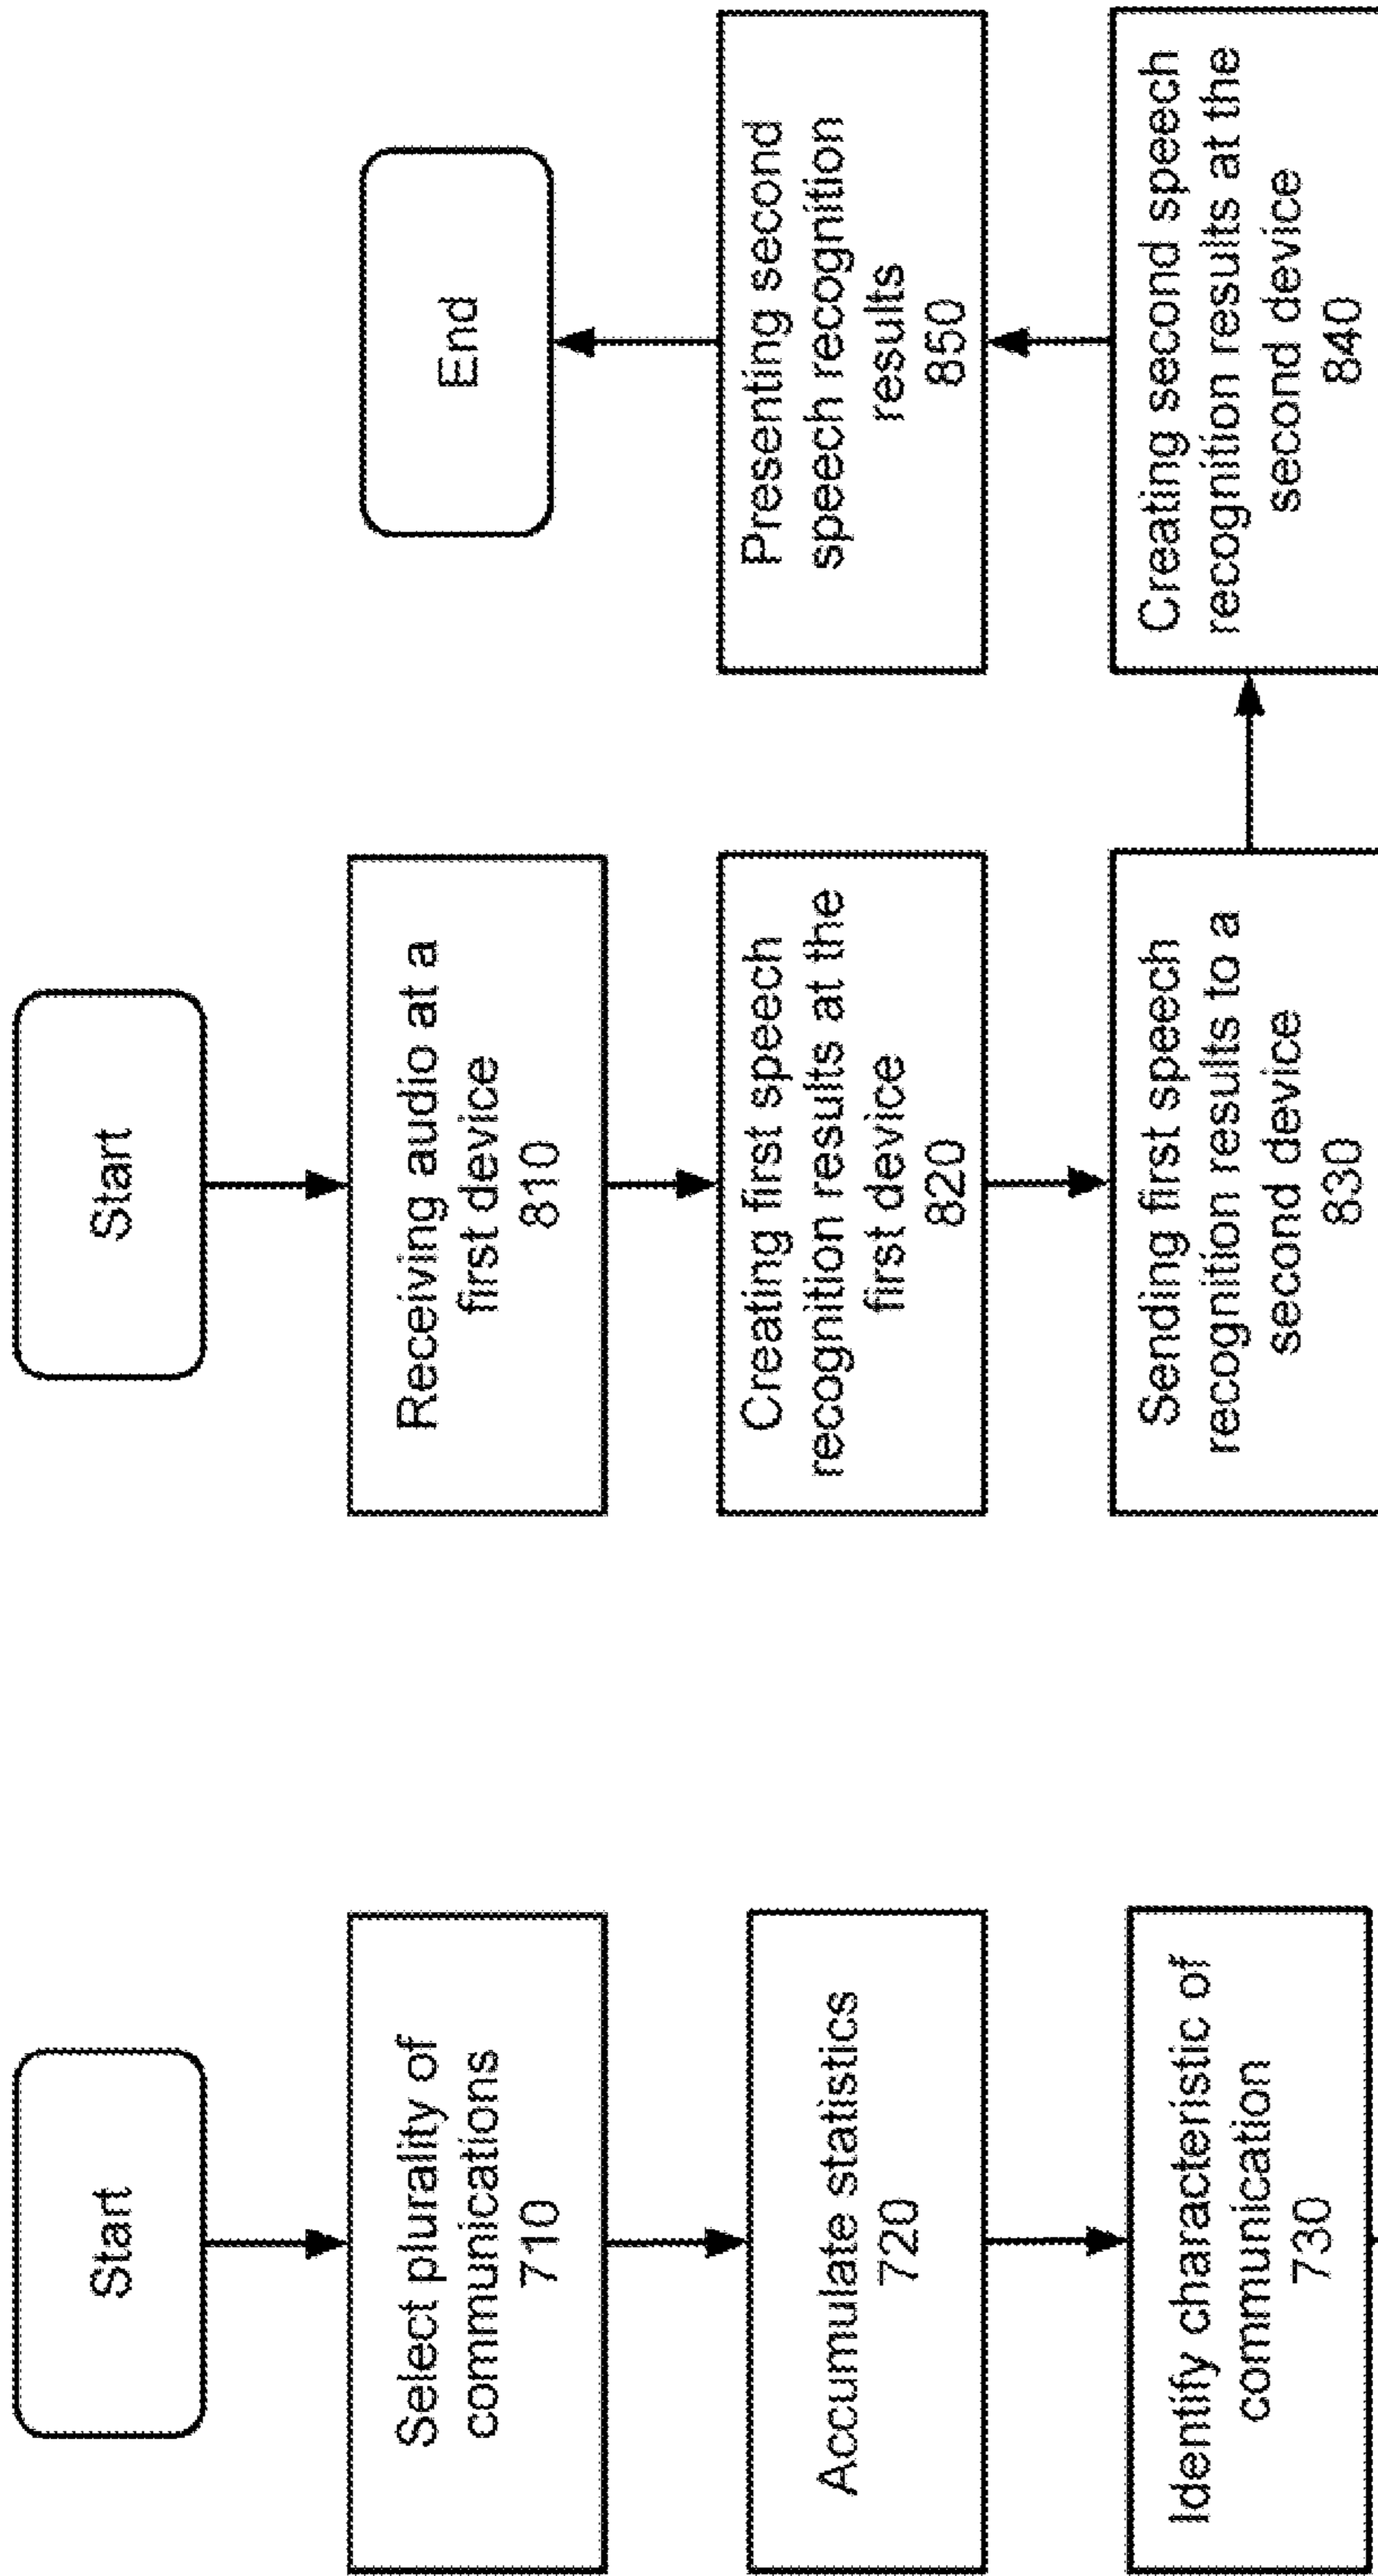 Start
Select plurality of
communications
710
Accumulate statistics
720
Identify characteristic of
communication
730
Start
Receiving audio at a
first device
810
Creating first speech
recognition results at the
first device
820
Sending first speech
recognition results to a
second device
830
Creating second speech
recognition results at the
second device
840
Presenting second
speech recognition
results
850
End